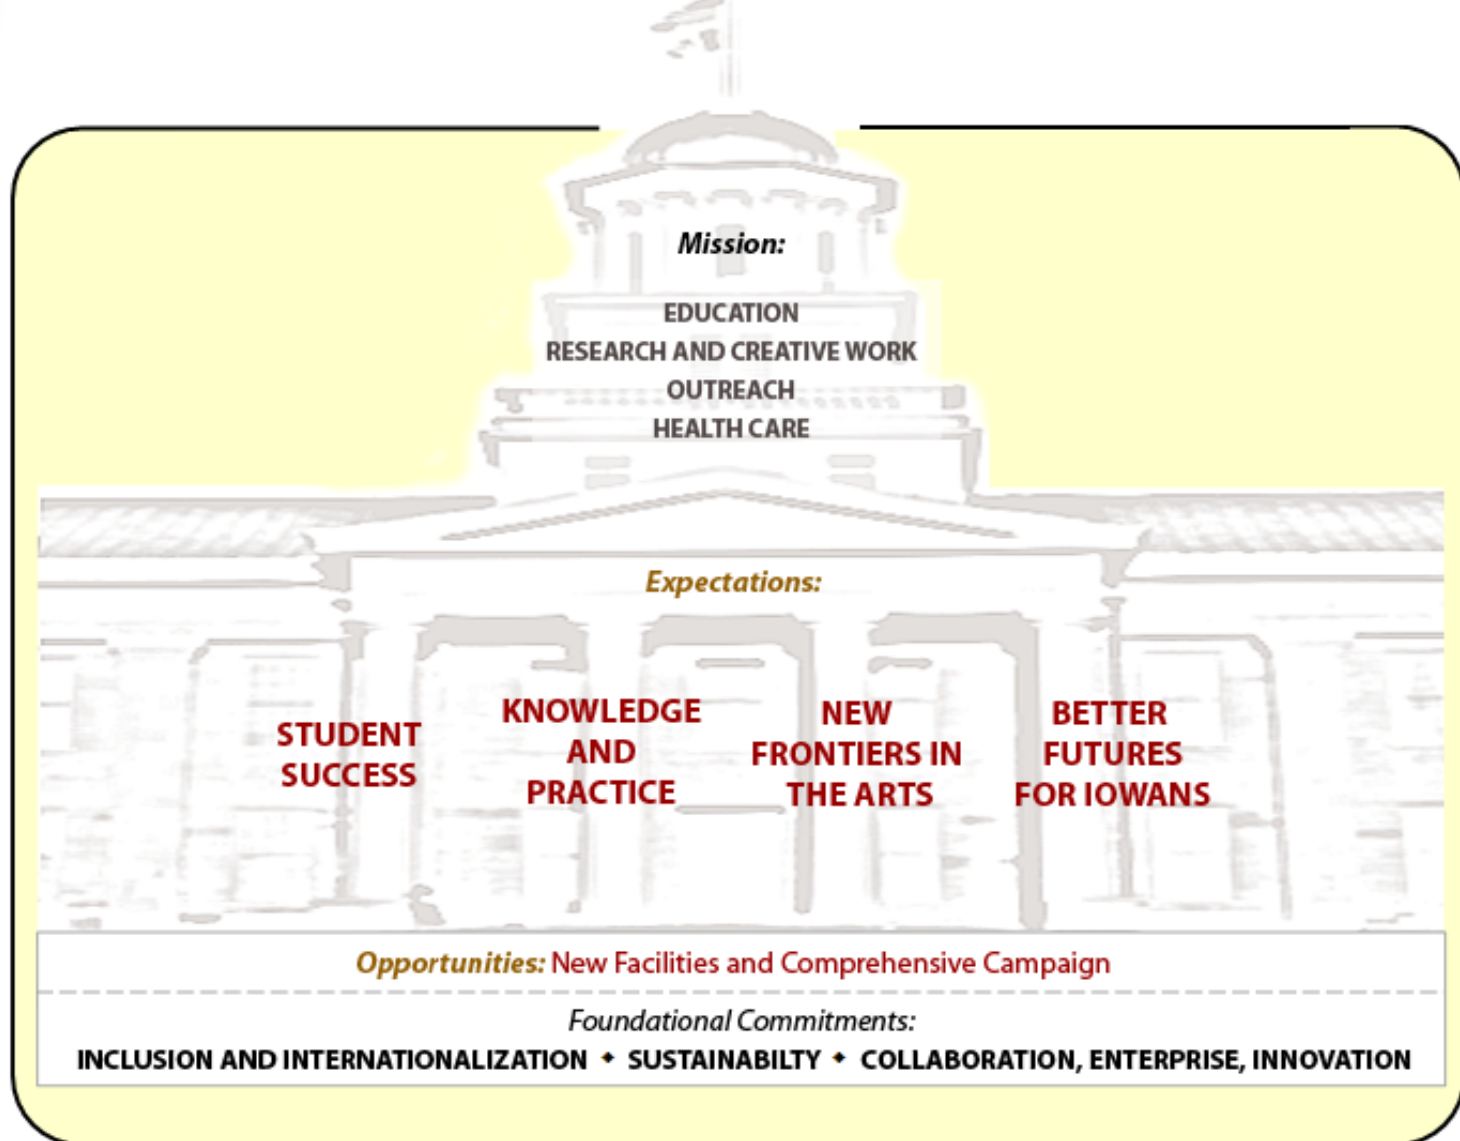 Mission:
EDUCATION
RESEARCH AND CREATIVE WORK
OUTREACH
HEALTH CARE
Expectations:
STUDENT
SUCCESS
KNOWLEDGE
AND
PRACTICE
NEW
FRONTIERS IN
THE ARTS
BETTER
FUTURES
FOR IOWANS
Opportunities: New Facilities and Comprehensive Campaign
Foundational Commitments:
INCLUSION AND INTERNATIONALIZATION ◆ SUSTAINABILTY ◆ COLLABORATION, ENTERPRISE, INNOVATION